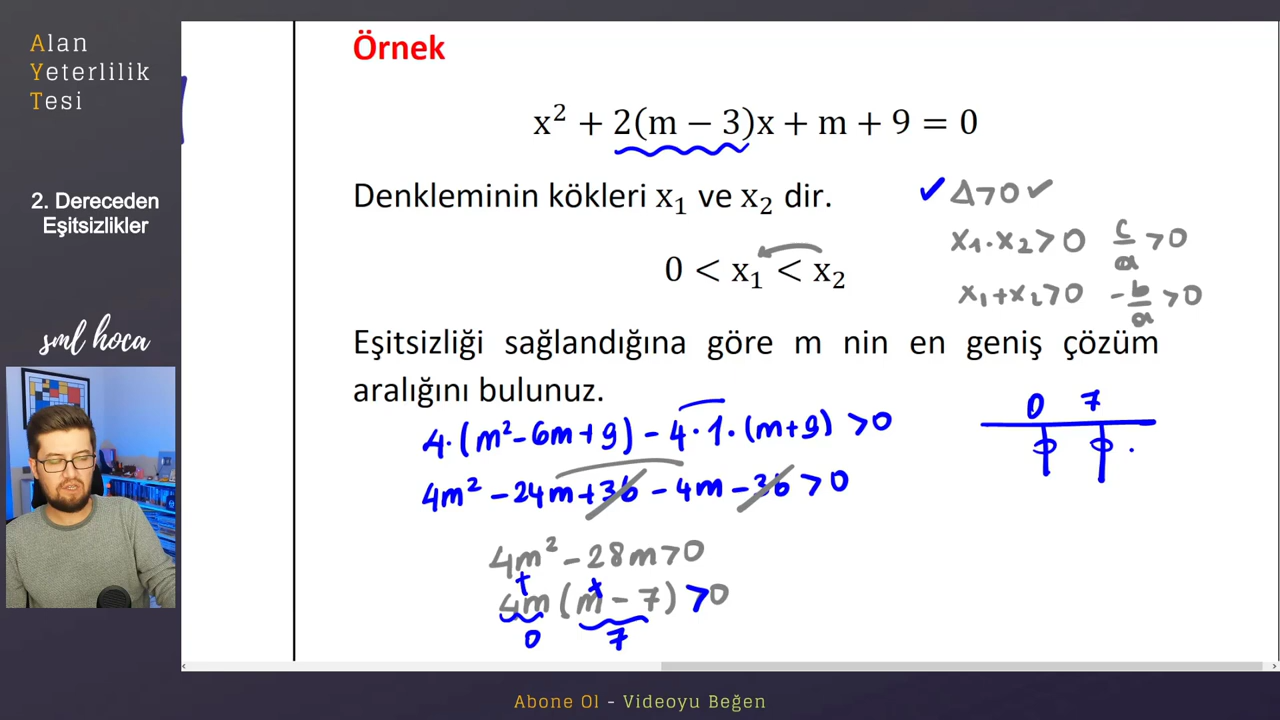 Alan
Yeterlilik
Tesi
2. Dereceden
Eşitsizlikler
sml hoca
Örnek
x² + 2(m − 3)x + m + 9 = 0
Denkleminin kökleri x₁ ve x₂ dir.
0 < x₁ < x₂
✔ Δ>0 ✓
x₁·x₂>0 c/a >0
x₁+x₂>0 -b/a >0
Eşitsizliği sağlandığına göre m nin en geniş çözüm
aralığını bulunuz.
4·(m²-6m+9) - 4·1·(m+9) >0
4m² -24m+36 -4m -36 >0
4m² -28m>0
+ +
4m (m-7) >0
0 7
0 7
Abone Ol - Videoyu Beğen